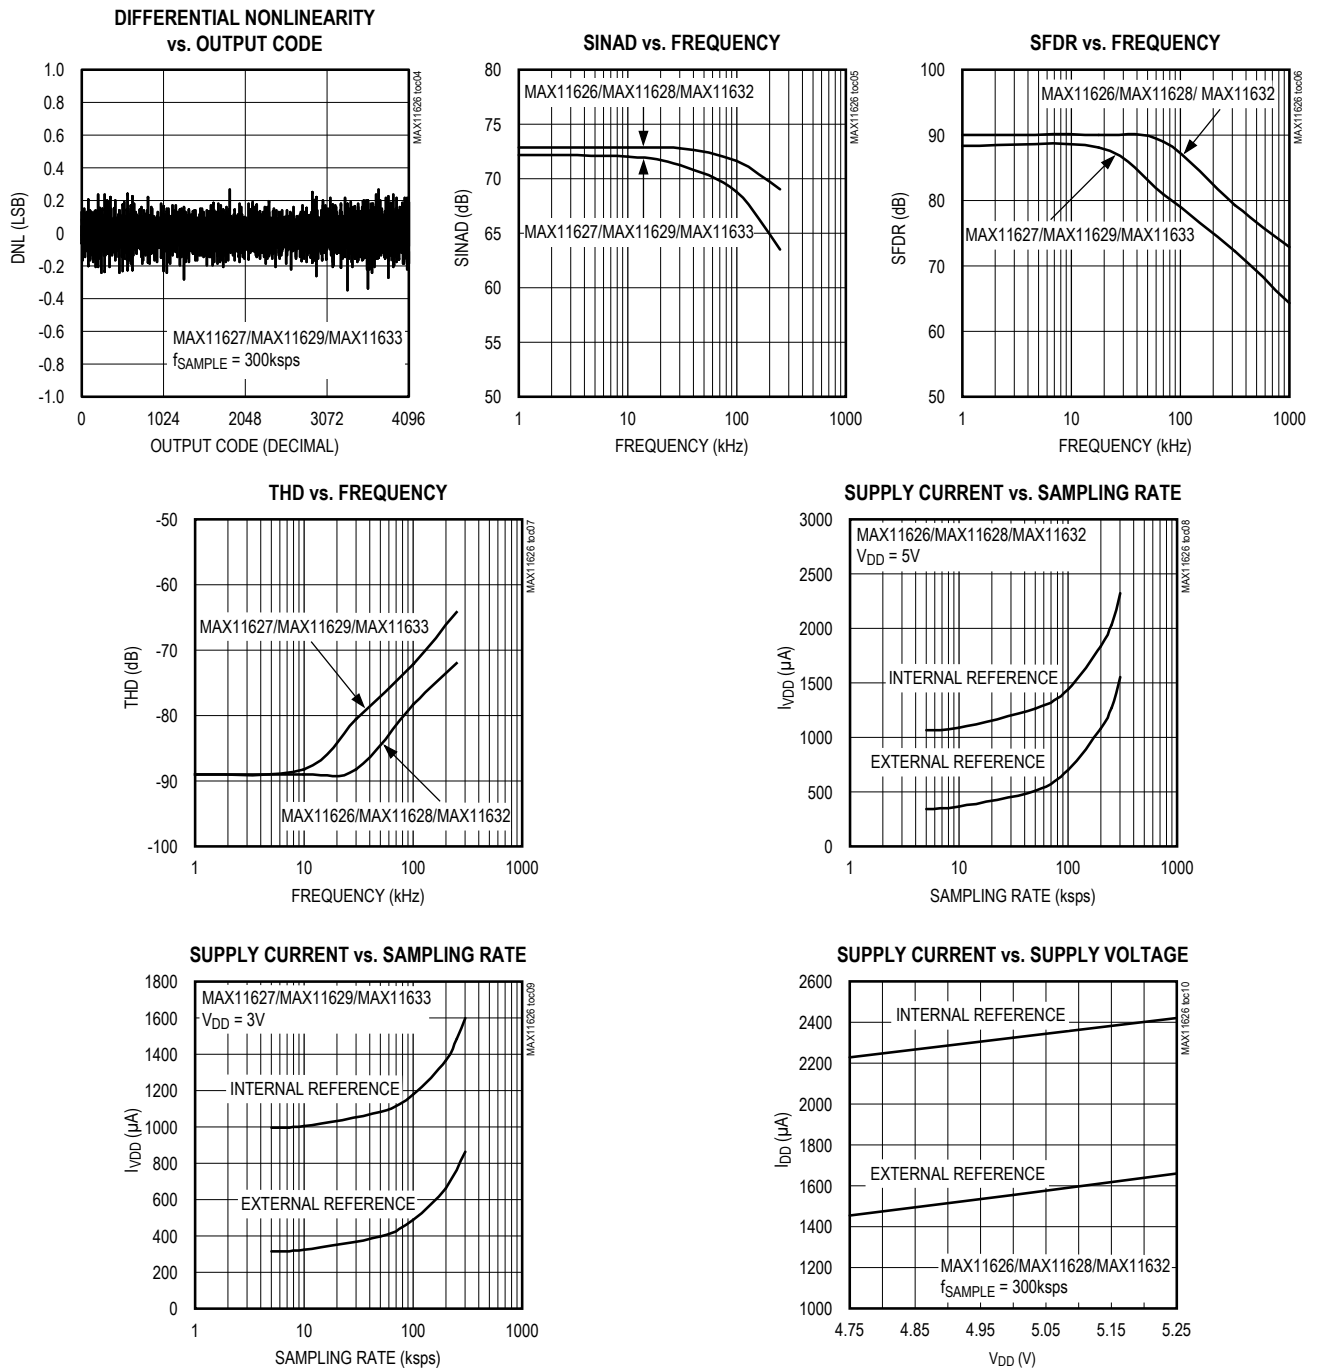 DIFFERENTIAL NONLINEARITY
vs. OUTPUT CODE
MAX11626 toc04
1.0
0.8
0.6
0.4
0.2
0
-0.2
-0.4
-0.6
-0.8
-1.0
DNL (LSB)
MAX11627/MAX11629/MAX11633
fSAMPLE = 300ksps
0 1024 2048 3072 4096
OUTPUT CODE (DECIMAL)
SINAD vs. FREQUENCY
MAX11626 toc05
80
75
70
65
60
55
50
SINAD (dB)
MAX11626/MAX11628/MAX11632
MAX11627/MAX11629/MAX11633
1 10 100 1000
FREQUENCY (kHz)
SFDR vs. FREQUENCY
MAX11626 toc06
100
90
80
70
60
50
SFDR (dB)
MAX11626/MAX11628/ MAX11632
MAX11627/MAX11629/MAX11633
1 10 100 1000
FREQUENCY (kHz)
THD vs. FREQUENCY
MAX11626 toc07
-50
-60
-70
-80
-90
-100
THD (dB)
MAX11627/MAX11629/MAX11633
MAX11626/MAX11628/MAX11632
1 10 100 1000
FREQUENCY (kHz)
SUPPLY CURRENT vs. SAMPLING RATE
MAX11626 toc08
3000
2500
2000
1500
1000
500
0
IVDD (µA)
MAX11626/MAX11628/MAX11632
VDD = 5V
INTERNAL REFERENCE
EXTERNAL REFERENCE
1 10 100 1000
SAMPLING RATE (ksps)
SUPPLY CURRENT vs. SAMPLING RATE
MAX11626 toc09
1800
1600
1400
1200
1000
800
600
400
200
0
IVDD (µA)
MAX11627/MAX11629/MAX11633
VDD = 3V
INTERNAL REFERENCE
EXTERNAL REFERENCE
1 10 100 1000
SAMPLING RATE (ksps)
SUPPLY CURRENT vs. SUPPLY VOLTAGE
MAX11626 toc10
2600
2400
2200
2000
1800
1600
1400
1200
1000
IDD (µA)
INTERNAL REFERENCE
EXTERNAL REFERENCE
MAX11626/MAX11628/MAX11632
fSAMPLE = 300ksps
4.75 4.85 4.95 5.05 5.15 5.25
VDD (V)